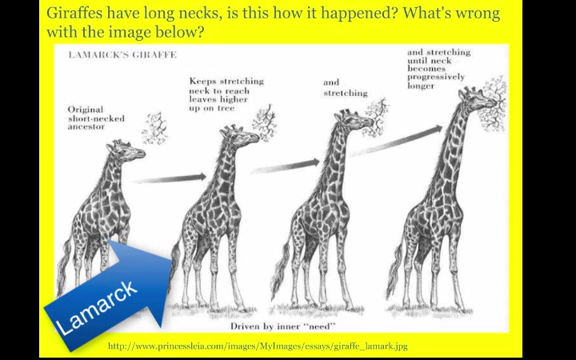 Giraffes have long necks, is this how it happened? What's wrong
with the image below?
LAMARCK'S GIRAFFE
Original
short-necked
ancestor
Keeps stretching
neck to reach
leaves higher
up on tree
and
stretching
and stretching
until neck
becomes
progressively
longer
Lamarck
Driven by inner "need"
http://www.princessleia.com/images/MyImages/essays/giraffe_lamark.jpg